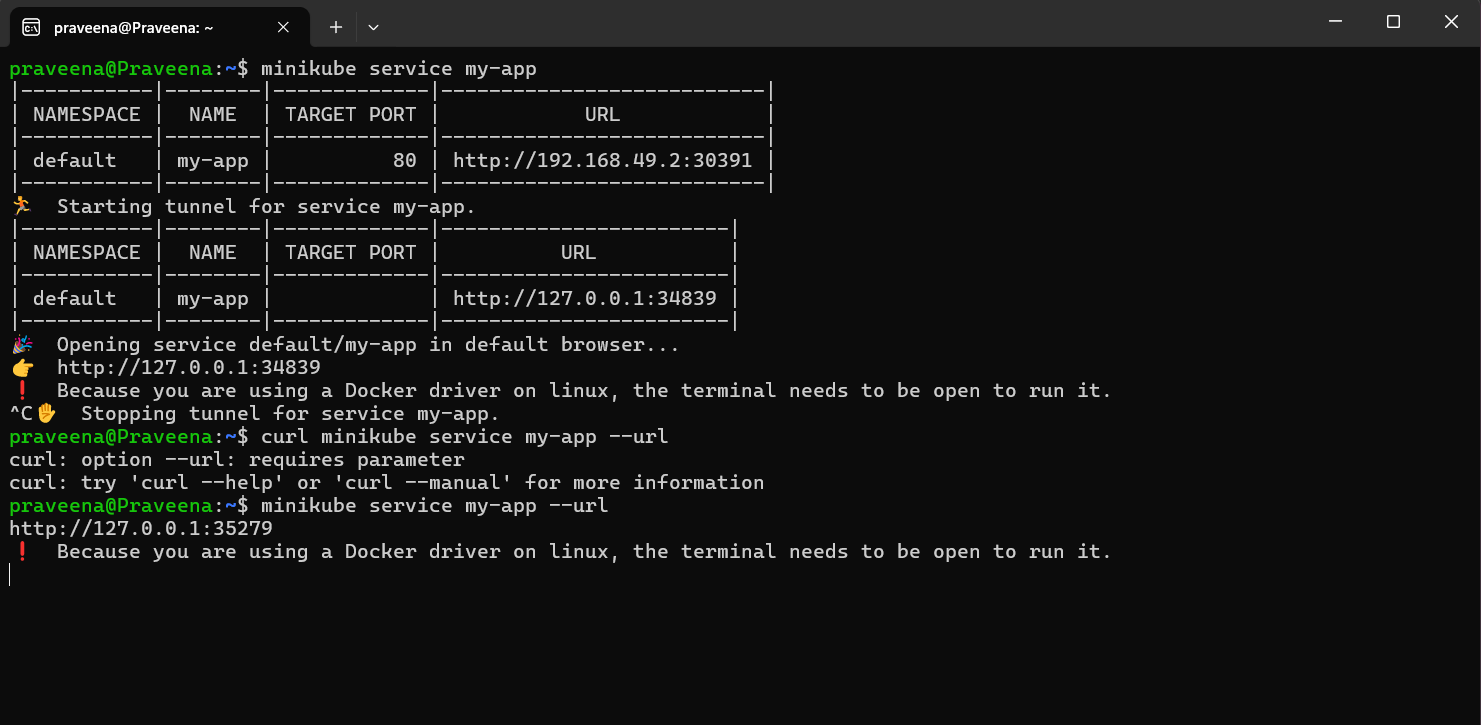 praveena@Praveena: ~
praveena@Praveena:~$ minikube service my-app
|-----------|--------|-------------|---------------------------|
| NAMESPACE |  NAME  | TARGET PORT |            URL            |
|-----------|--------|-------------|---------------------------|
| default   | my-app |          80 | http://192.168.49.2:30391 |
|-----------|--------|-------------|---------------------------|
🏃  Starting tunnel for service my-app.
|-----------|--------|-------------|------------------------|
| NAMESPACE |  NAME  | TARGET PORT |          URL           |
|-----------|--------|-------------|------------------------|
| default   | my-app |             | http://127.0.0.1:34839 |
|-----------|--------|-------------|------------------------|
🎉  Opening service default/my-app in default browser...
👉  http://127.0.0.1:34839
❗  Because you are using a Docker driver on linux, the terminal needs to be open to run it.
^C✋  Stopping tunnel for service my-app.
praveena@Praveena:~$ curl minikube service my-app --url
curl: option --url: requires parameter
curl: try 'curl --help' or 'curl --manual' for more information
praveena@Praveena:~$ minikube service my-app --url
http://127.0.0.1:35279
❗  Because you are using a Docker driver on linux, the terminal needs to be open to run it.